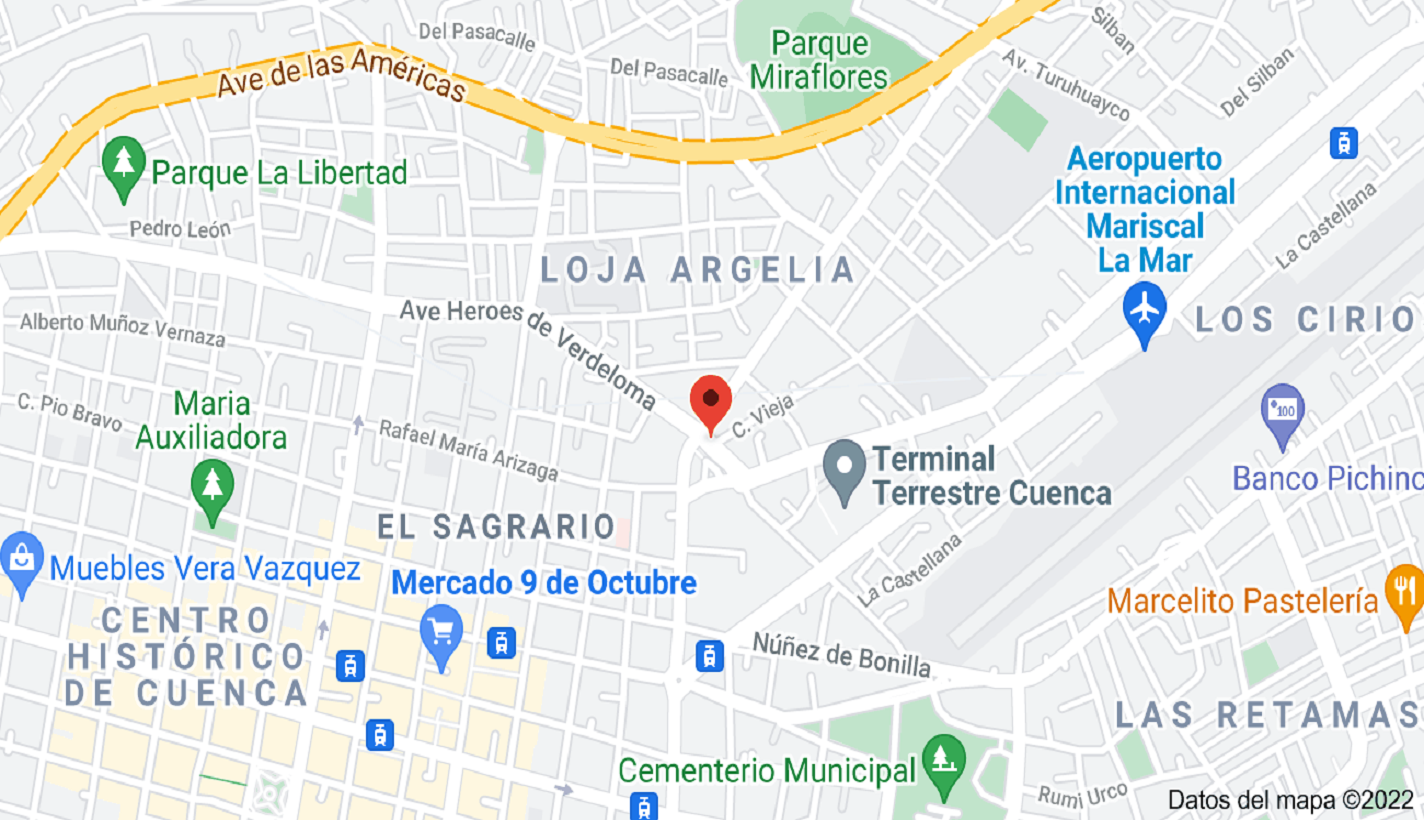 Del Pasacalle
Silban
Parque
Miraflores
Ave de las Américas
Del Pasacalle
Av. Turuhuayco
Del Silban
Parque La Libertad
Aeropuerto
Internacional
Mariscal
La Mar
Pedro León
La Castellana
LOJA ARGELIA
Ave Heroes de Verdeloma
LOS CIRIO
Alberto Muñoz Vernaza
C. Pio Bravo
Maria
Auxiliadora
C. Vieja
100
Rafael María Arizaga
Terminal
Terrestre Cuenca
Banco Pichinc
EL SAGRARIO
Muebles Vera Vazquez
Mercado 9 de Octubre
La Castellana
Marcelito Pastelería
CENTRO
HISTÓRICO
DE CUENCA
Núñez de Bonilla
LAS RETAMAS
Cementerio Municipal
Rumi Urco
Datos del mapa ©2022